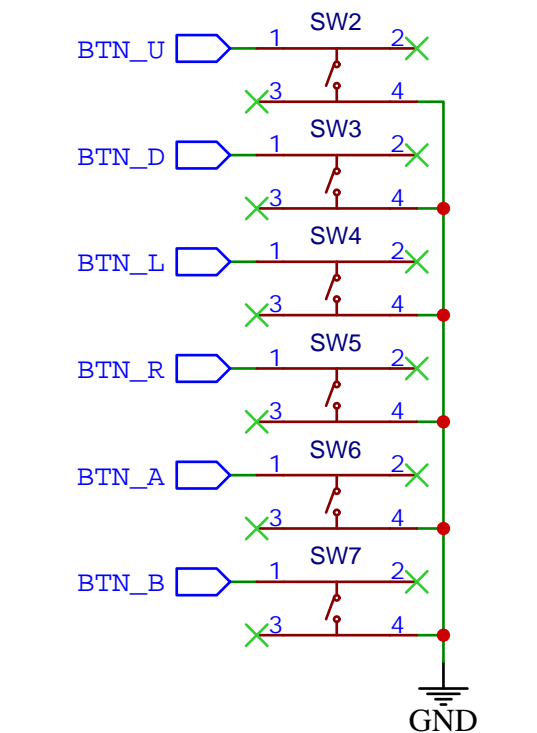 SW2
BTN_U 1 2
3 4
SW3
BTN_D 1 2
3 4
SW4
BTN_L 1 2
3 4
SW5
BTN_R 1 2
3 4
SW6
BTN_A 1 2
3 4
SW7
BTN_B 1 2
3 4
GND